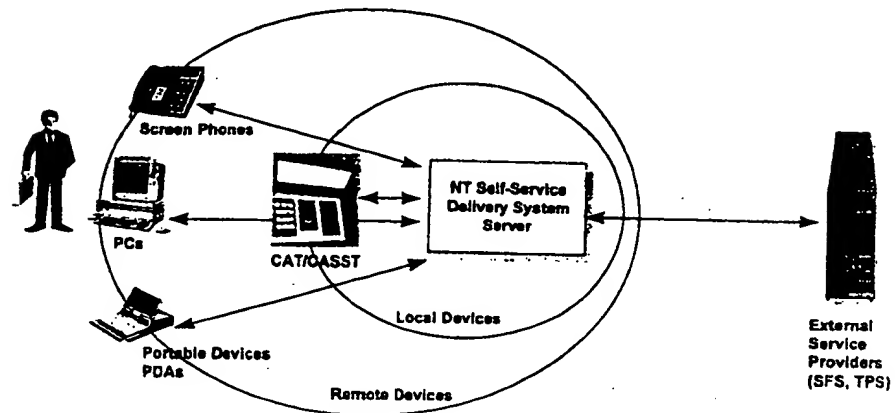 Screen Phones
NT Self-Service
Delivery System
Server
PCs
CAT/CASST
Local Devices
Portable Devices
PDAs
Remote Devices
External
Service
Providers
(SFS, TPS)